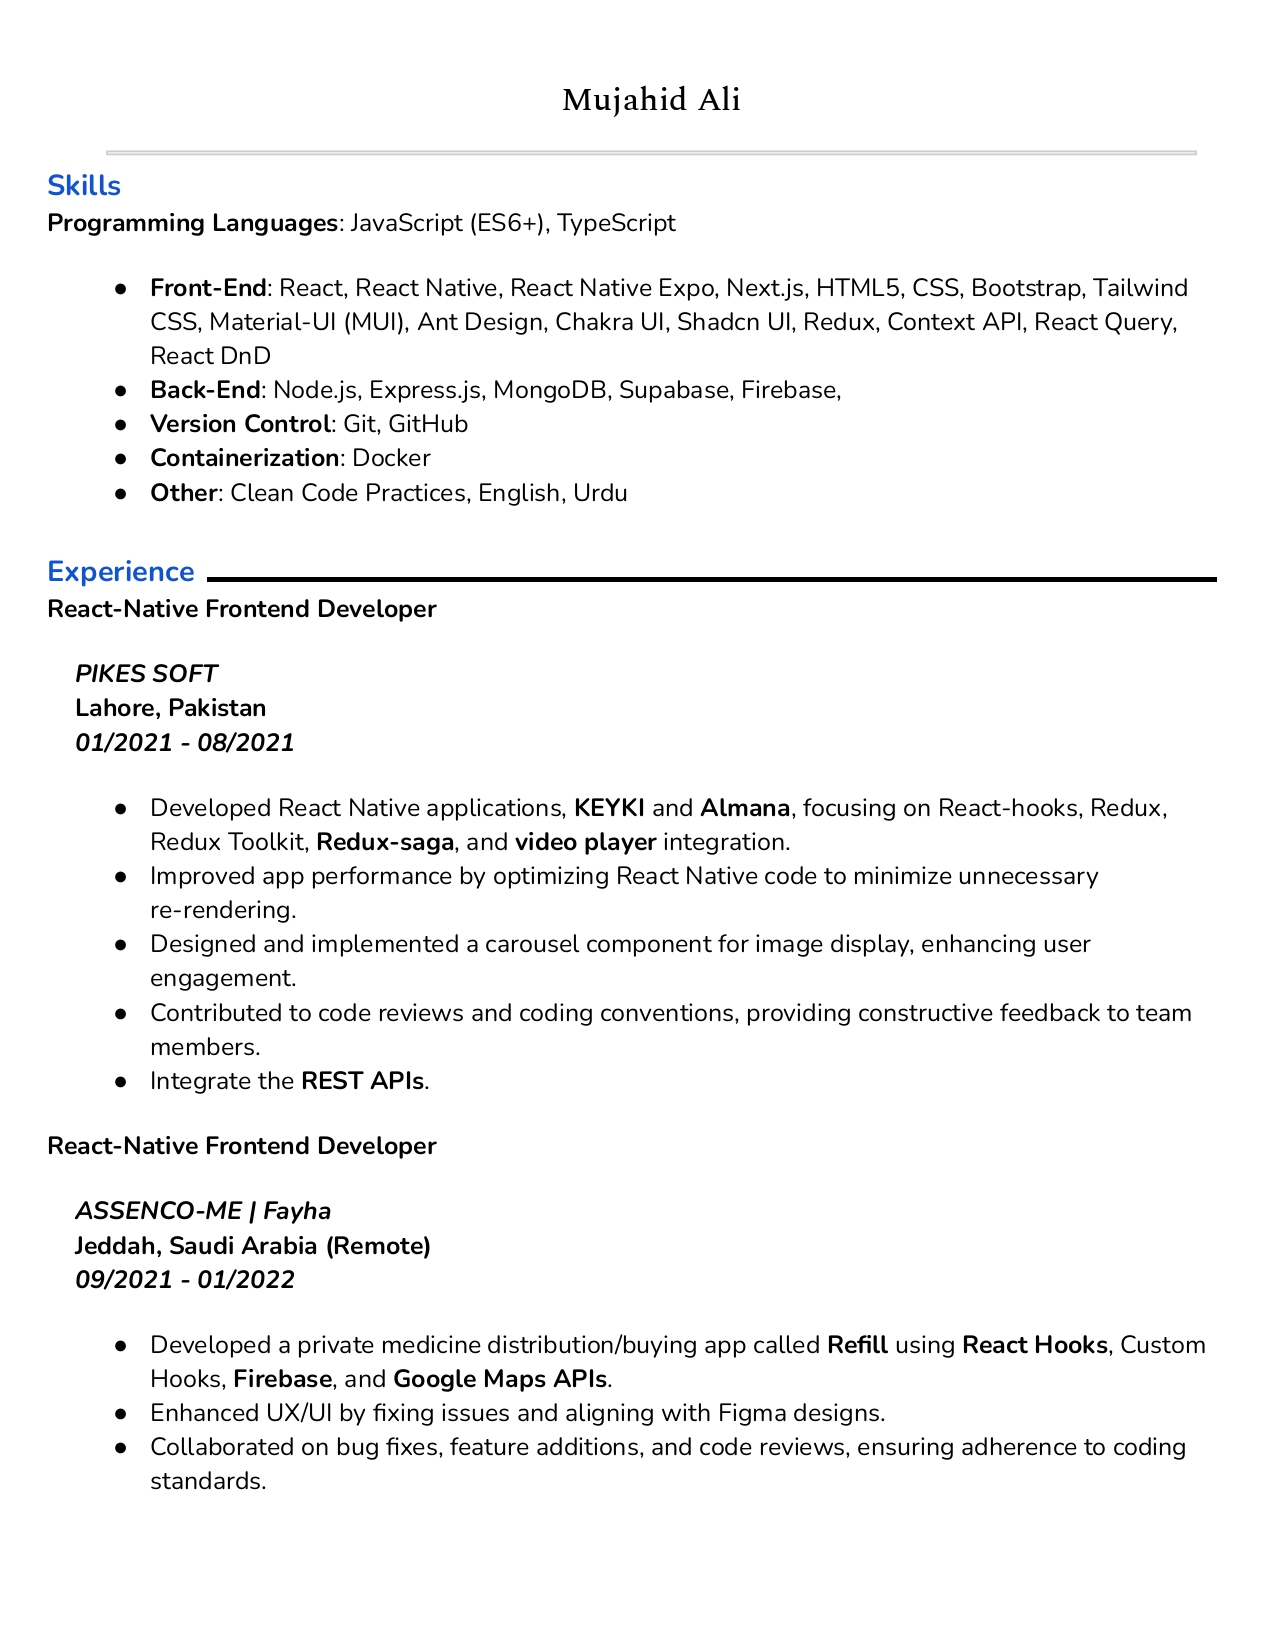 Mujahid Ali
Skills
Programming Languages: JavaScript (ES6+), TypeScript
● Front-End: React, React Native, React Native Expo, Next.js, HTML5, CSS, Bootstrap, Tailwind
CSS, Material-UI (MUI), Ant Design, Chakra UI, Shadcn UI, Redux, Context API, React Query,
React DnD
● Back-End: Node.js, Express.js, MongoDB, Supabase, Firebase,
● Version Control: Git, GitHub
● Containerization: Docker
● Other: Clean Code Practices, English, Urdu
Experience
React-Native Frontend Developer
PIKES SOFT
Lahore, Pakistan
01/2021 - 08/2021
● Developed React Native applications, KEYKI and Almana, focusing on React-hooks, Redux,
Redux Toolkit, Redux-saga, and video player integration.
● Improved app performance by optimizing React Native code to minimize unnecessary
re-rendering.
● Designed and implemented a carousel component for image display, enhancing user
engagement.
● Contributed to code reviews and coding conventions, providing constructive feedback to team
members.
● Integrate the REST APIs.
React-Native Frontend Developer
ASSENCO-ME | Fayha
Jeddah, Saudi Arabia (Remote)
09/2021 - 01/2022
● Developed a private medicine distribution/buying app called Refill using React Hooks, Custom
Hooks, Firebase, and Google Maps APIs.
● Enhanced UX/UI by fixing issues and aligning with Figma designs.
● Collaborated on bug fixes, feature additions, and code reviews, ensuring adherence to coding
standards.